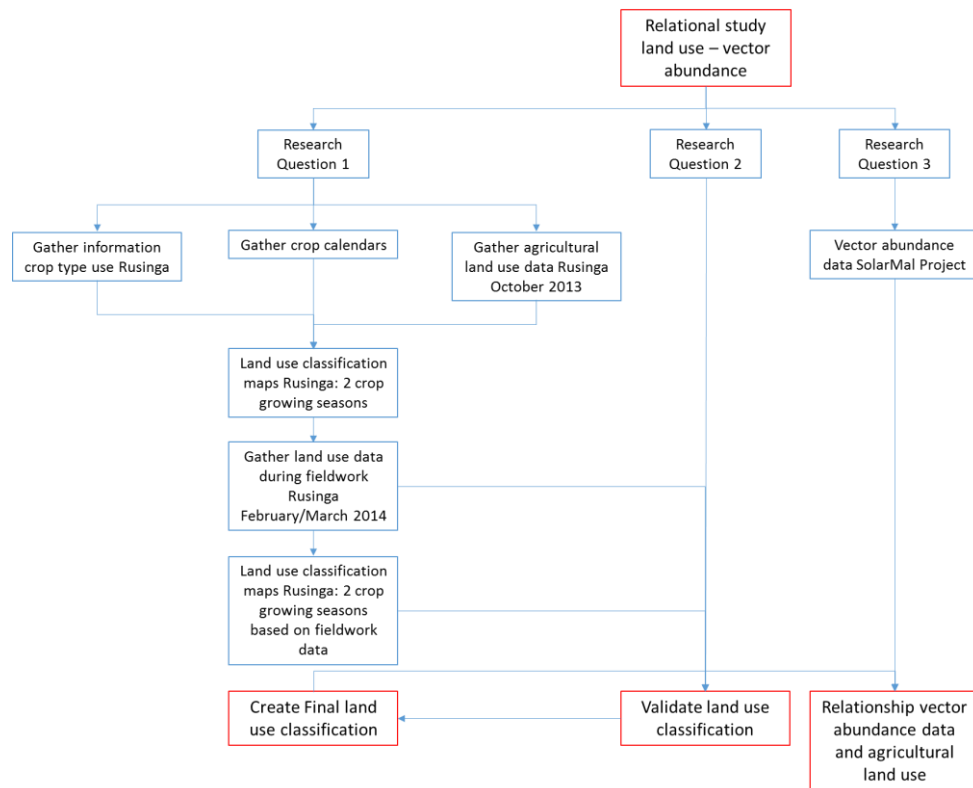 Relational study
land use – vector
abundance
Research
Question 1
Research
Question 2
Research
Question 3
Gather information
crop type use Rusinga
Gather crop calendars
Gather agricultural
land use data Rusinga
October 2013
Vector abundance
data SolarMal Project
Land use classification
maps Rusinga: 2 crop
growing seasons
Gather land use data
during fieldwork
Rusinga
February/March 2014
Land use classification
maps Rusinga: 2 crop
growing seasons
based on fieldwork
data
Create Final land
use classification
Validate land use
classification
Relationship vector
abundance data
and agricultural
land use